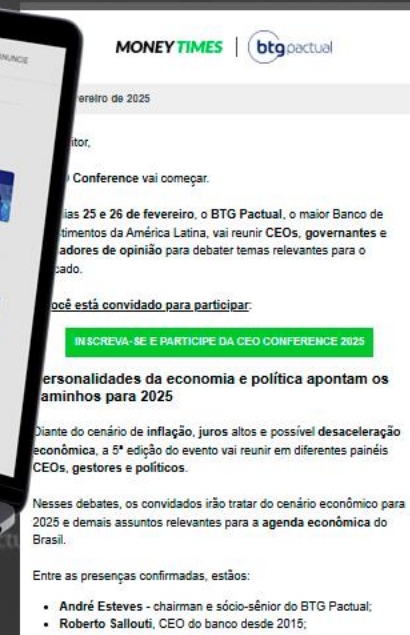 ANUNCIE
MONEY TIMES | btg pactual
ereiro de 2025
itor,
Conference vai começar.
ias 25 e 26 de fevereiro, o BTG Pactual, o maior Banco de
timentos da América Latina, vai reunir CEOs, governantes e
adores de opinião para debater temas relevantes para o
cado.
ocê está convidado para participar:
INSCREVA-SE E PARTICIPE DA CEO CONFERENCE 2025
ersonalidades da economia e política apontam os
aminhos para 2025
Diante do cenário de inflação, juros altos e possível desaceleração
econômica, a 5ª edição do evento vai reunir em diferentes painéis
CEOs, gestores e políticos.
Nesses debates, os convidados irão tratar do cenário econômico para
2025 e demais assuntos relevantes para a agenda econômica do
Brasil.
Entre as presenças confirmadas, estãos:
• André Esteves - chairman e sócio-sênior do BTG Pactual;
• Roberto Sallouti, CEO do banco desde 2015;